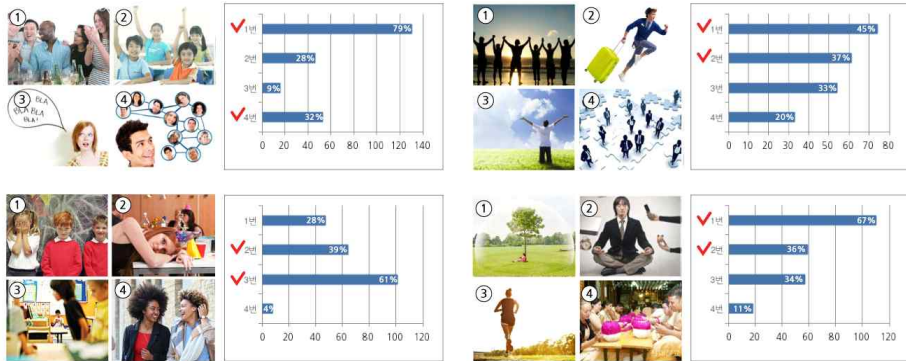 ① ②
③ ④
BLA
BLA BLA
BLA!
1번 79%
2번 28%
3번 9%
4번 32%
0 20 40 60 80 100 120 140
① ②
③ ④
1번 45%
2번 37%
3번 33%
4번 20%
0 10 20 30 40 50 60 70 80
① ②
③ ④
1번 28%
2번 39%
3번 61%
4번 4%
0 20 40 60 80 100 120
① ②
③ ④
1번 67%
2번 36%
3번 34%
4번 11%
0 20 40 60 80 100 120